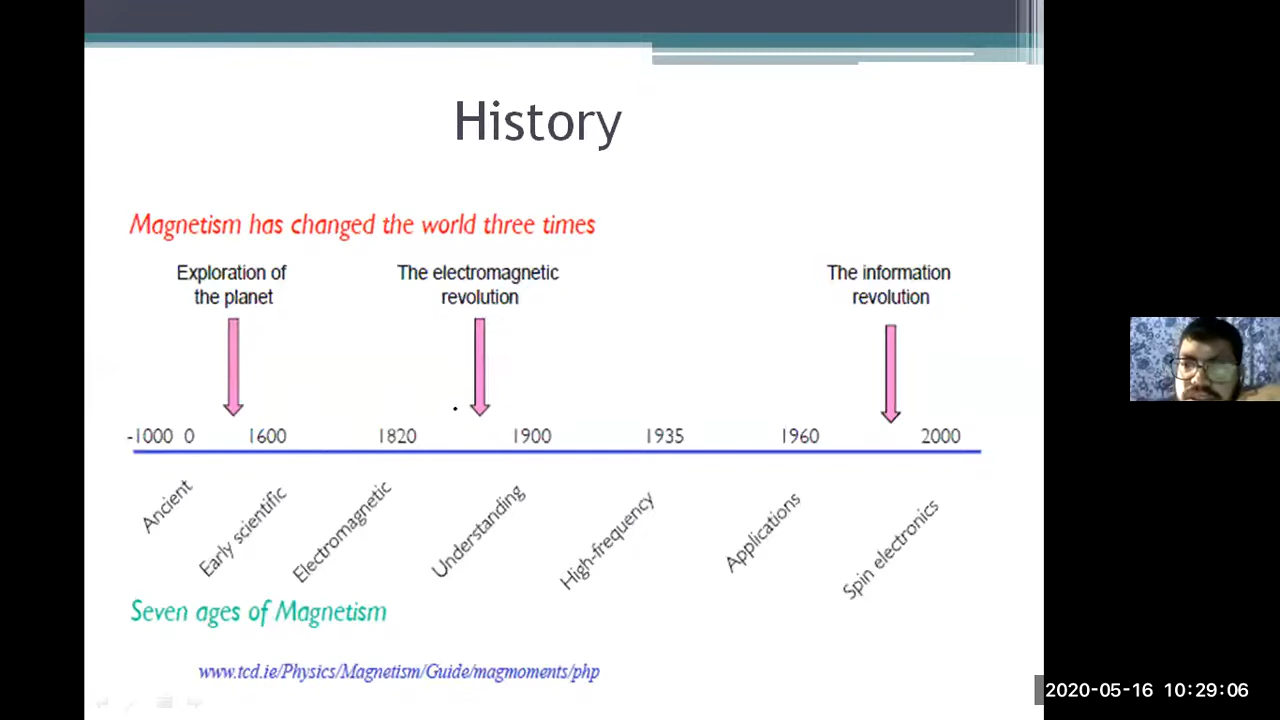 History
Magnetism has changed the world three times
Exploration of
the planet
The electromagnetic
revolution
The information
revolution
-1000 0 1600 1820 1900 1935 1960 2000
Ancient
Early scientific
Electromagnetic
Understanding
High-frequency
Applications
Spin electronics
Seven ages of Magnetism
www.tcd.ie/Physics/Magnetism/Guide/magmoments/php
2020-05-16 10:29:06